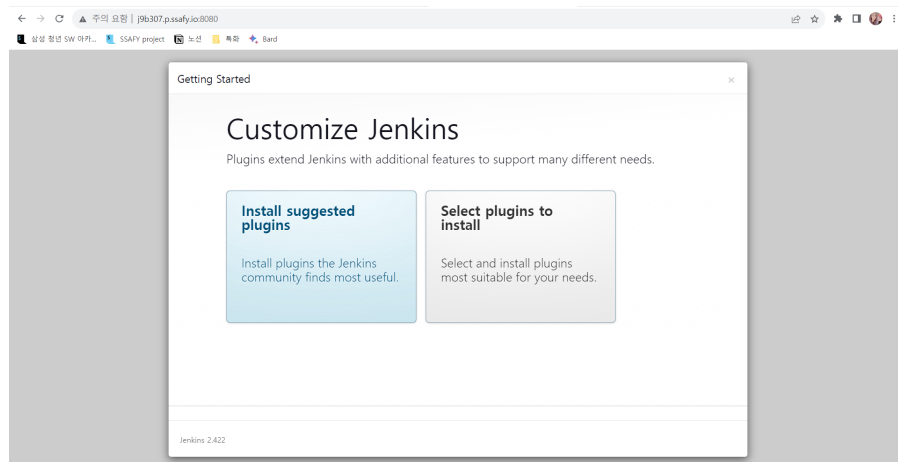 주의 요함 | j9b307.p.ssafy.io:8080
삼성 청년 SW 아카... SSAFY project 노션 특화 Bard
Getting Started ×
Customize Jenkins
Plugins extend Jenkins with additional features to support many different needs.
Install suggested
plugins
Install plugins the Jenkins
community finds most useful.
Select plugins to
install
Select and install plugins
most suitable for your needs.
Jenkins 2.422